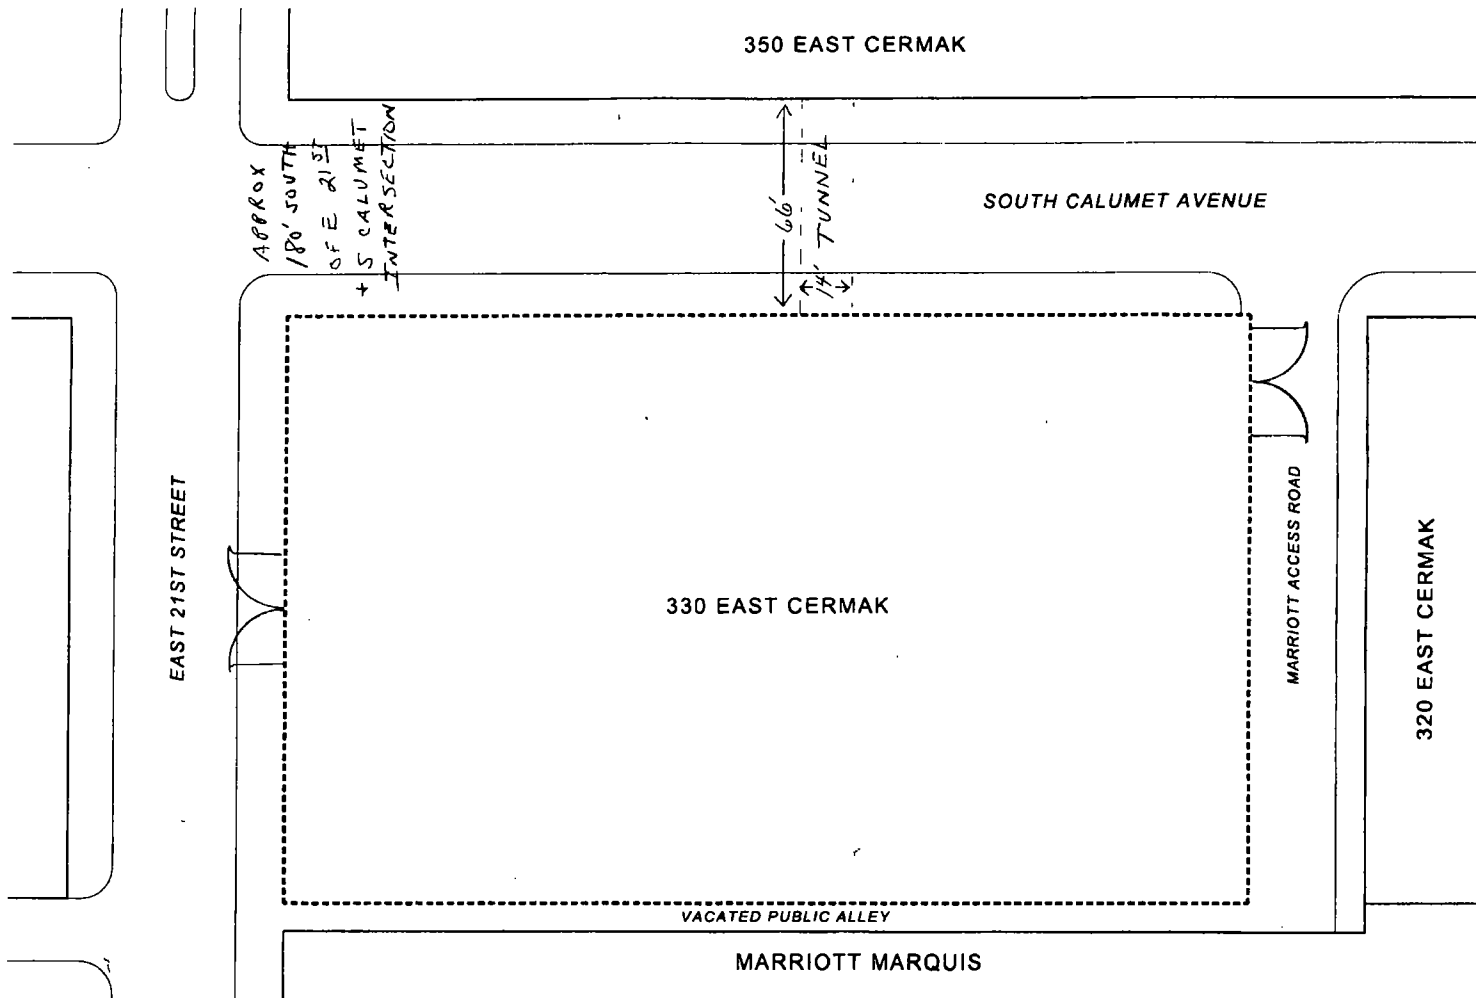 350 EAST CERMAK
APPROX
180' SOUTH
OF E 21ST
+ S CALUMET
INTERSECTION
66'
14' TUNNEL
SOUTH CALUMET AVENUE
EAST 21ST STREET
330 EAST CERMAK
MARRIOTT ACCESS ROAD
320 EAST CERMAK
VACATED PUBLIC ALLEY
MARRIOTT MARQUIS